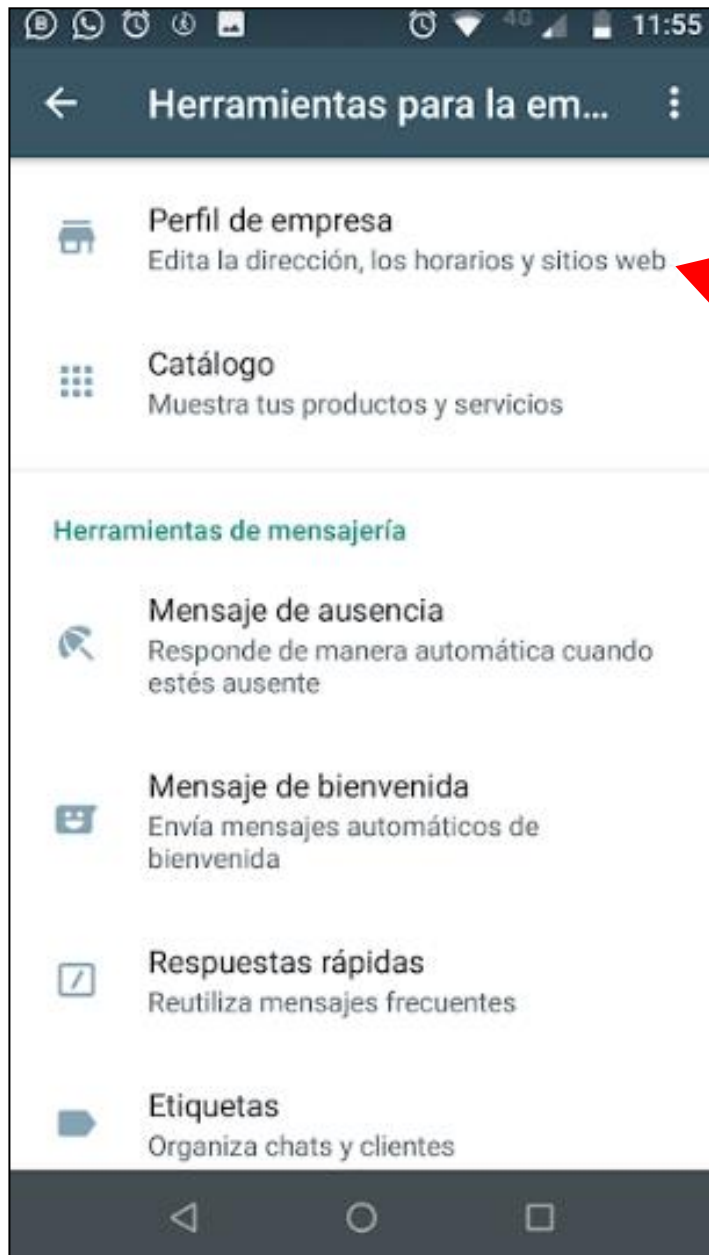 4G 11:55
Herramientas para la em...
Perfil de empresa
Edita la dirección, los horarios y sitios web
Catálogo
Muestra tus productos y servicios
Herramientas de mensajería
Mensaje de ausencia
Responde de manera automática cuando
estés ausente
Mensaje de bienvenida
Envía mensajes automáticos de
bienvenida
Respuestas rápidas
Reutiliza mensajes frecuentes
Etiquetas
Organiza chats y clientes